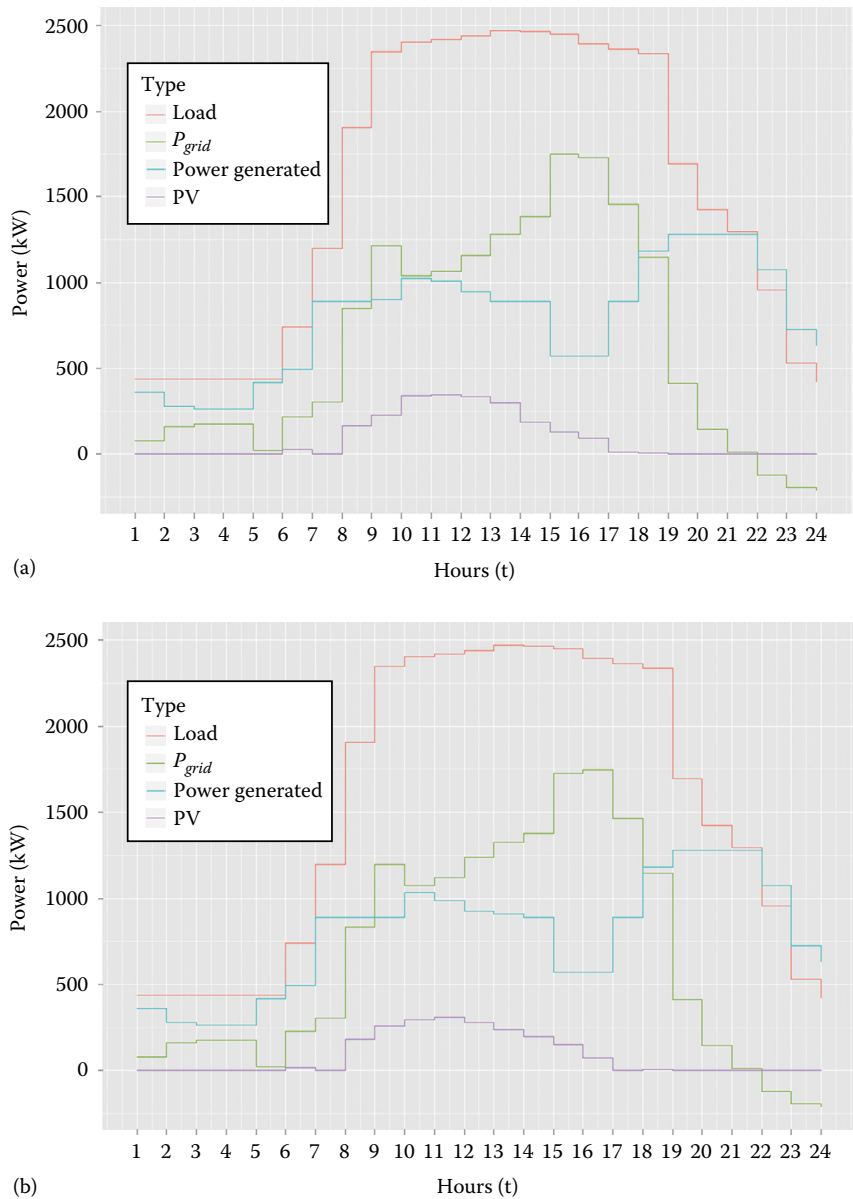 2500
2000
1500
1000
500
0
Power (kW)
Type
Load
P_grid
Power generated
PV
1 2 3 4 5 6 7 8 9 10 11 12 13 14 15 16 17 18 19 20 21 22 23 24
(a)
Hours (t)
2500
2000
1500
1000
500
0
Power (kW)
Type
Load
P_grid
Power generated
PV
1 2 3 4 5 6 7 8 9 10 11 12 13 14 15 16 17 18 19 20 21 22 23 24
(b)
Hours (t)